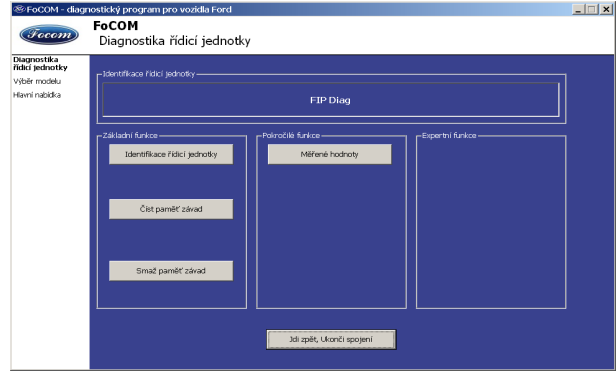 FoCOM - diagnostický program pro vozidla Ford
Focom
FoCOM
Diagnostika řídicí jednotky
Diagnostika
řídicí jednotky
Výběr modelu
Hlavní nabídka
Identifikace řídicí jednotky
FIP Diag
Základní funkce
Pokročilé funkce
Expertní funkce
Identifikace řídicí jednotky
Měřené hodnoty
Číst paměť závad
Smaž paměť závad
Jdi zpět, Ukonči spojení